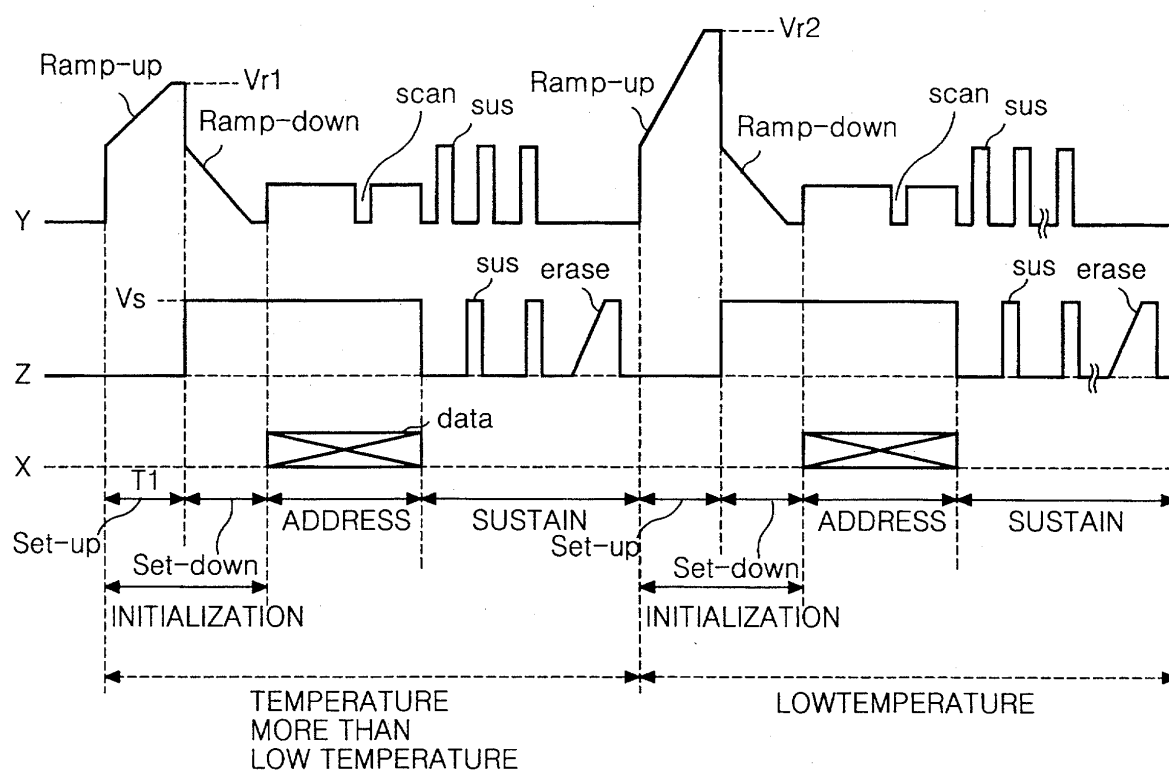 Vr2
Ramp-up
Vr1
Ramp-up
scan
sus
scan
sus
Ramp-down
Ramp-down
Y
sus
erase
sus
erase
Vs
Z
data
X
T1
ADDRESS
SUSTAIN
ADDRESS
SUSTAIN
Set-up
Set-up
Set-down
Set-down
INITIALIZATION
INITIALIZATION
TEMPERATURE
MORE THAN
LOW TEMPERATURE
LOWTEMPERATURE